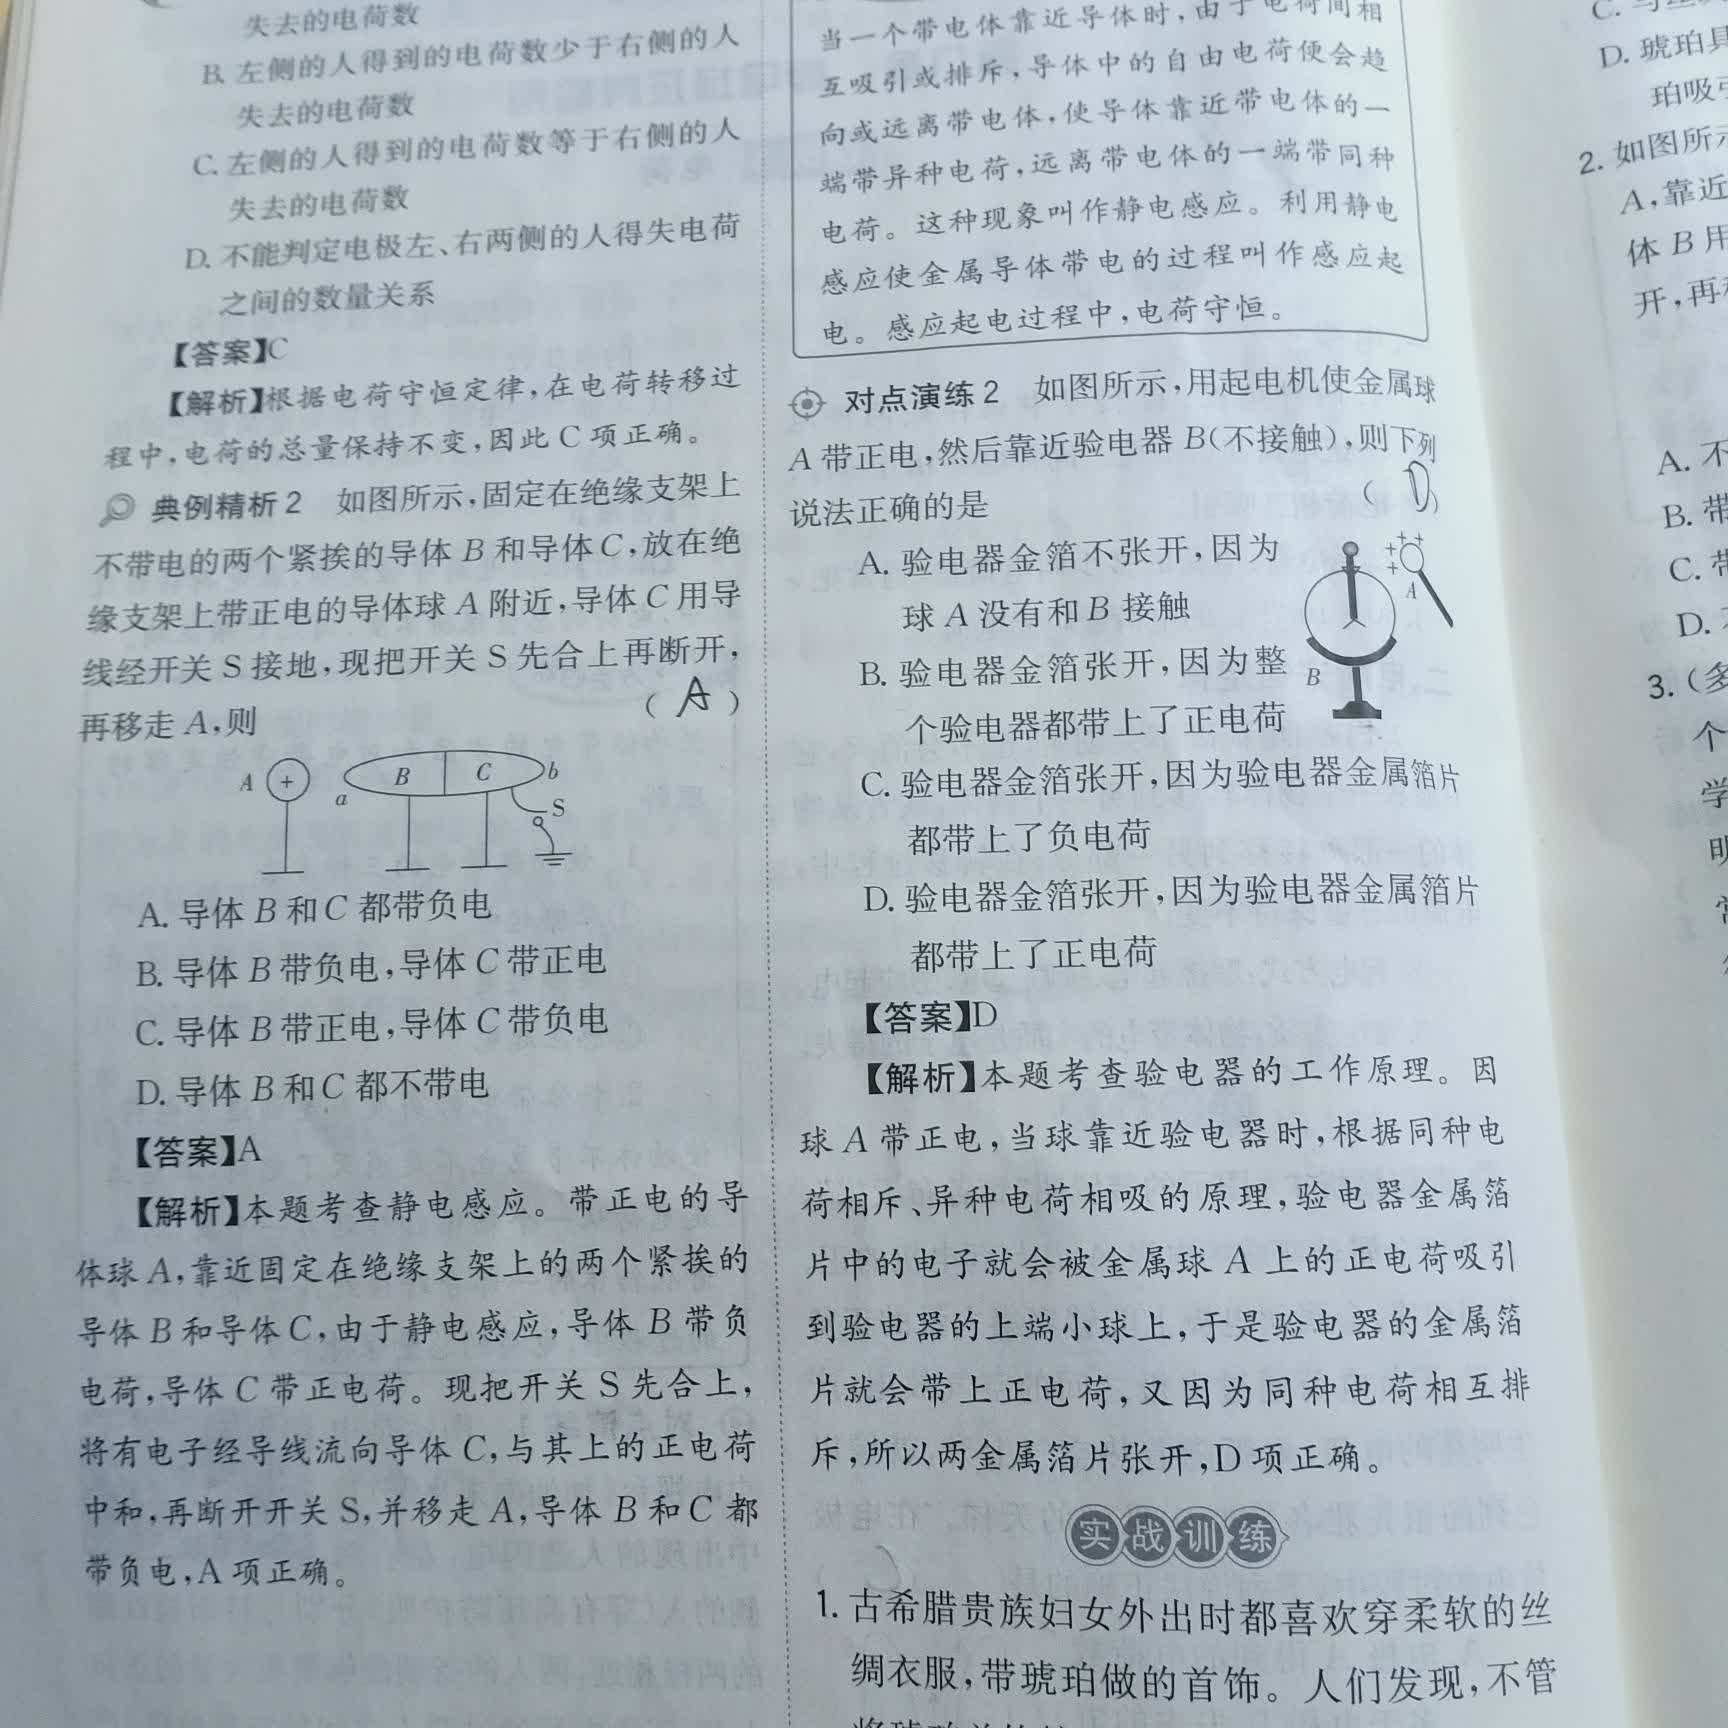 失去的电荷数
B. 左侧的人得到的电荷数少于右侧的人
失去的电荷数
C. 左侧的人得到的电荷数等于右侧的人
失去的电荷数
D. 不能判定电极左、右两侧的人得失电荷
之间的数量关系
【答案】C
【解析】根据电荷守恒定律,在电荷转移过
程中,电荷的总量保持不变,因此 C 项正确。
典例精析 2 如图所示,固定在绝缘支架上
不带电的两个紧挨的导体 B 和导体 C,放在绝
缘支架上带正电的导体球 A 附近,导体 C 用导
线经开关 S 接地,现把开关 S 先合上再断开,
再移走 A,则 ( A )
A + B C b
a S
A. 导体 B 和 C 都带负电
B. 导体 B 带负电,导体 C 带正电
C. 导体 B 带正电,导体 C 带负电
D. 导体 B 和 C 都不带电
【答案】A
【解析】本题考查静电感应。带正电的导
体球 A,靠近固定在绝缘支架上的两个紧挨的
导体 B 和导体 C,由于静电感应,导体 B 带负
电荷,导体 C 带正电荷。现把开关 S 先合上,
将有电子经导线流向导体 C,与其上的正电荷
中和,再断开开关 S,并移走 A,导体 B 和 C 都
带负电,A 项正确。
当一个带电体靠近导体时,由于电荷间相
互吸引或排斥,导体中的自由电荷便会趋
向或远离带电体,使导体靠近带电体的一
端带异种电荷,远离带电体的一端带同种
电荷。这种现象叫作静电感应。利用静电
感应使金属导体带电的过程叫作感应起
电。感应起电过程中,电荷守恒。
对点演练 2 如图所示,用起电机使金属球
A 带正电,然后靠近验电器 B(不接触),则下列
说法正确的是 ( D )
A. 验电器金箔不张开,因为
球 A 没有和 B 接触
B. 验电器金箔张开,因为整
个验电器都带上了正电荷
C. 验电器金箔张开,因为验电器金属箔片
都带上了负电荷
D. 验电器金箔张开,因为验电器金属箔片
都带上了正电荷
+ + + + A
B
【答案】D
【解析】本题考查验电器的工作原理。因
球 A 带正电,当球靠近验电器时,根据同种电
荷相斥、异种电荷相吸的原理,验电器金属箔
片中的电子就会被金属球 A 上的正电荷吸引
到验电器的上端小球上,于是验电器的金属箔
片就会带上正电荷,又因为同种电荷相互排
斥,所以两金属箔片张开,D 项正确。
实战训练
1. 古希腊贵族妇女外出时都喜欢穿柔软的丝
绸衣服,带琥珀做的首饰。人们发现,不管
D. 琥珀
珀吸
2. 如图所示
A,靠近
体 B 用
开,再
A. 不
B. 带
C. 带
D.
3. (多
个
学
明